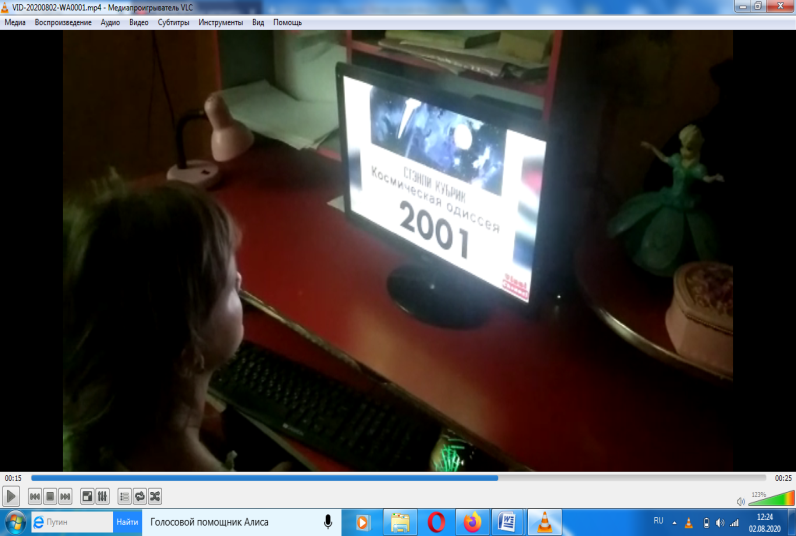 VID-20200802-WA0001.mp4 - Медиапроигрыватель VLC
Медиа Воспроизведение Аудио Видео Субтитры Инструменты Вид Помощь
СТЭНЛИ КУБРИК
Космическая одиссея
2001
00:15
00:25
123%
Путин
Найти
Голосовой помощник Алиса
RU
12:24
02.08.2020